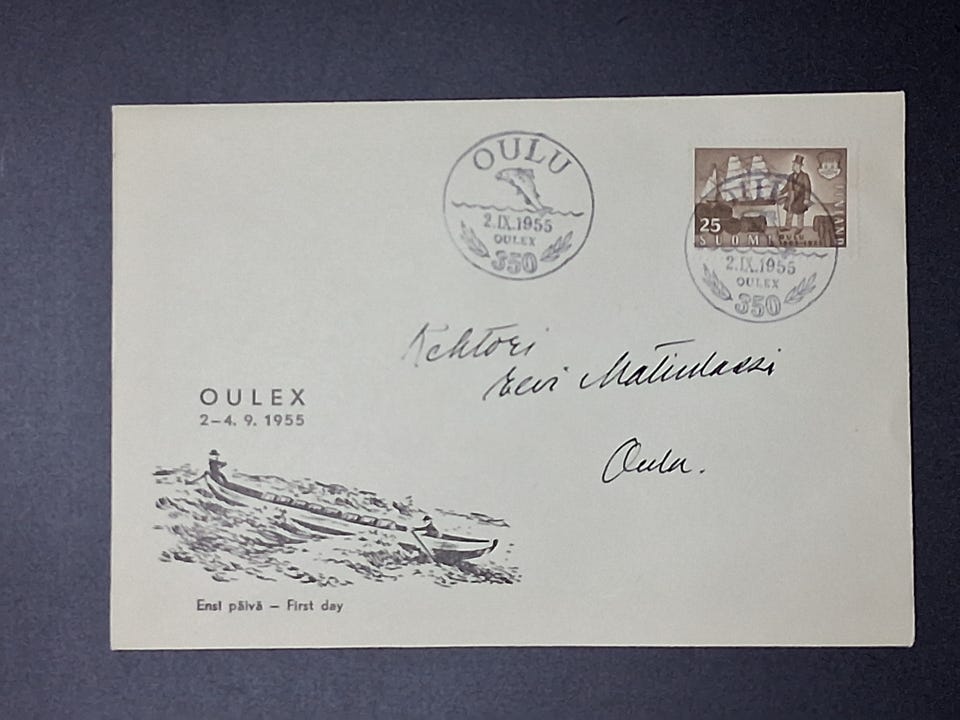 OULU
2.IX.1955
OULEX
350
25
SUOMI
FINLAND
OULU
2.IX.1955
OULEX
350
Rehtori
Eevi
Oulu.
OULEX
2-4. 9. 1955
Ensi päivä – First day